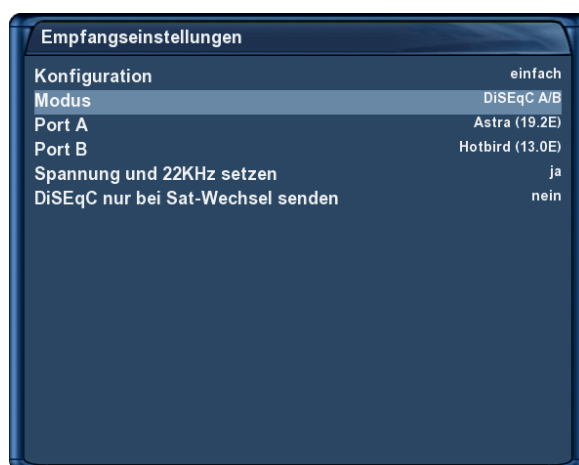 Empfangseinstellungen
Konfiguration einfach
Modus DiSEqC A/B
Port A Astra (19.2E)
Port B Hotbird (13.0E)
Spannung und 22KHz setzen ja
DiSEqC nur bei Sat-Wechsel senden nein